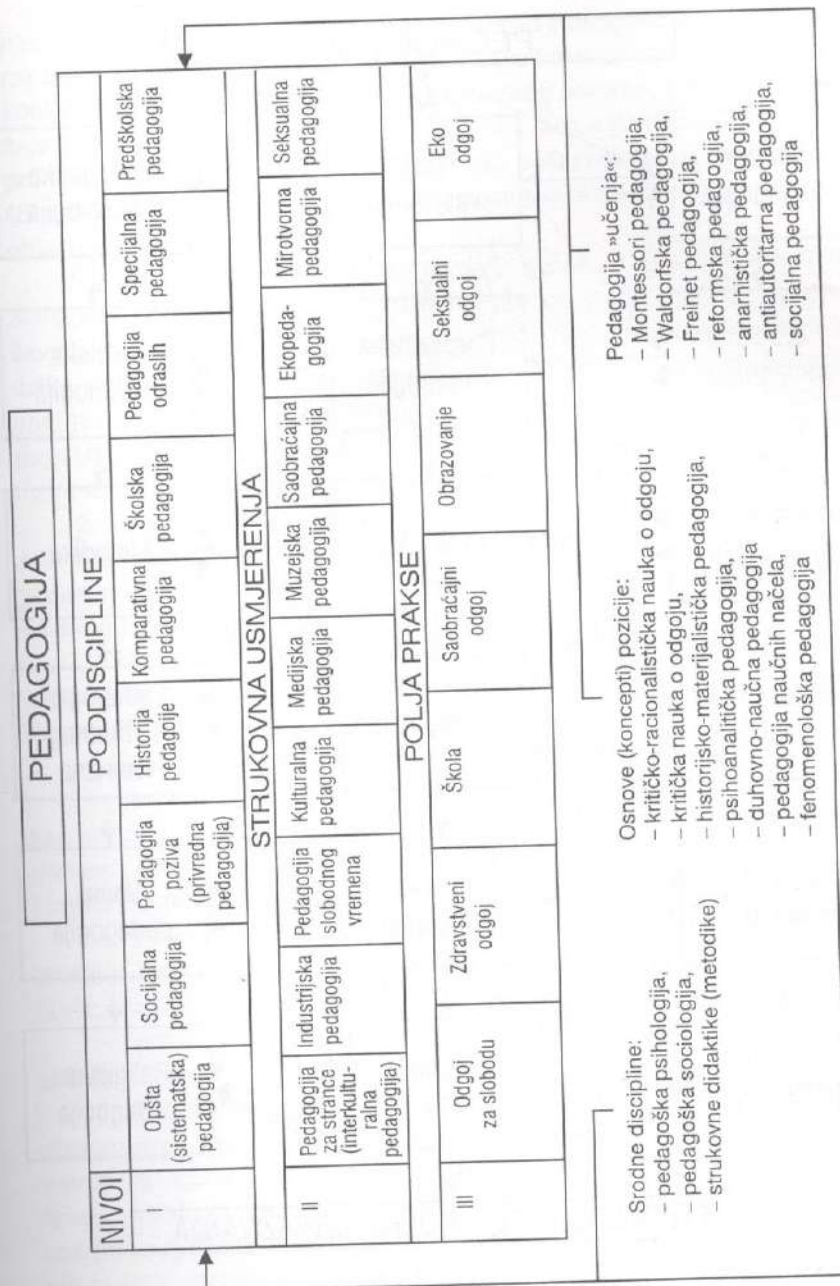 PEDAGOGIJA
NIVOI
PODDISCIPLINE
I
Opšta
(sistematska)
pedagogija
Socijalna
pedagogija
Pedagogija
poziva
(privredna
pedagogija)
Historija
pedagoije
Komparativna
pedagogija
Školska
pedagogija
Pedagogija
odraslih
Specijalna
pedagogija
Predškolska
pedagogija
STRUKOVNA USMJERENJA
II
Pedagogija
za strance
(interkultu-
ralna
pedagogija)
Industrijska
pedagogija
Pedagogija
slobodnog
vremena
Kulturalna
pedagogija
Medijska
pedagogija
Muzejska
pedagogija
Saobraćajna
pedagogija
Ekopeda-
gogija
Mirotvorna
pedagogija
Seksualna
pedagogija
POLJA PRAKSE
III
Odgoj
za slobodu
Zdravstveni
odgoj
Škola
Saobraćajni
odgoj
Obrazovanje
Seksualni
odgoj
Eko
odgoj
Srodne discipline:
– pedagoška psihologija,
– pedagoška sociologija,
– strukovne didaktike (metodike)
Osnove (koncepti) pozicije:
– kritičko-racionalistička nauka o odgoju,
– kritička nauka o odgoju,
– historijsko-materijalistička pedagogija,
– psihoanalitička pedagogija,
– duhovno-naučna pedagogija
– pedagogija naučnih načela,
– fenomenološka pedagogija
Pedagogija »učenja«:
– Montessori pedagogija,
– Waldorfska pedagogija,
– Freinet pedagogija,
– reformska pedagogija,
– anarhistička pedagogija,
– antiautoritarna pedagogija,
– socijalna pedagogija